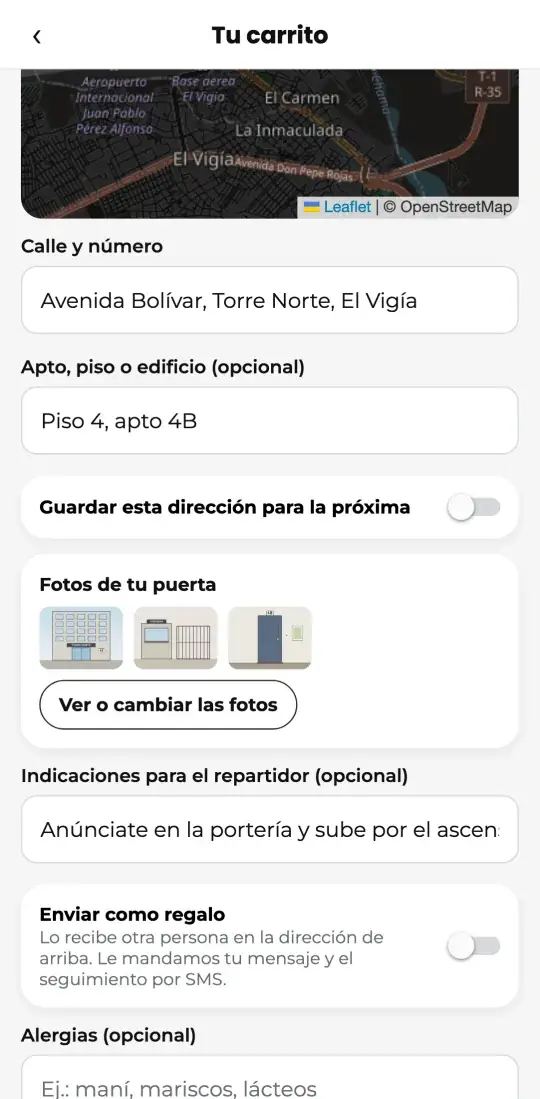 Tu carrito
Aeropuerto
Internacional
Juan Pablo
Pérez Alfonso
Base aérea
El Vigía
El Carmen
T-1
R-35
La Inmaculada
El Vigía
Avenida Don Pepe Rojas
Leaflet | © OpenStreetMap
Calle y número
Avenida Bolívar, Torre Norte, El Vigía
Apto, piso o edificio (opcional)
Piso 4, apto 4B
Guardar esta dirección para la próxima
Fotos de tu puerta
Ver o cambiar las fotos
Indicaciones para el repartidor (opcional)
Anúnciate en la portería y sube por el ascen
Enviar como regalo
Lo recibe otra persona en la dirección de
arriba. Le mandamos tu mensaje y el
seguimiento por SMS.
Alergias (opcional)
Ej.: maní, mariscos, lácteos